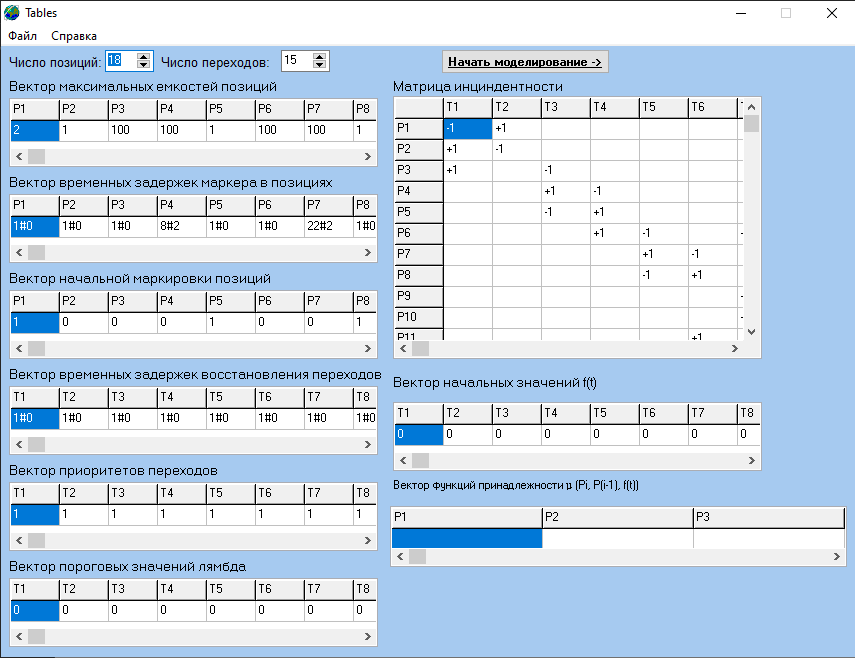 Tables
Файл Справка
Число позиций: 18 Число переходов: 15 Начать моделирование ->
Вектор максимальных емкостей позиций
P1 P2 P3 P4 P5 P6 P7 P8
2 1 100 100 1 100 100 1
Вектор временных задержек маркера в позициях
P1 P2 P3 P4 P5 P6 P7 P8
1#0 1#0 1#0 8#2 1#0 1#0 22#2 1#0
Вектор начальной маркировки позиций
P1 P2 P3 P4 P5 P6 P7 P8
1 0 0 0 1 0 0 1
Вектор временных задержек восстановления переходов
T1 T2 T3 T4 T5 T6 T7 T8
1#0 1#0 1#0 1#0 1#0 1#0 1#0 1#0
Вектор приоритетов переходов
T1 T2 T3 T4 T5 T6 T7 T8
1 1 1 1 1 1 1 1
Вектор пороговых значений лямбда
T1 T2 T3 T4 T5 T6 T7 T8
0 0 0 0 0 0 0 0
Матрица инциндентности
T1 T2 T3 T4 T5 T6
P1 -1 +1
P2 +1 -1
P3 +1 -1
P4 +1 -1
P5 -1 +1
P6 +1 -1
P7 +1 -1
P8 -1 +1
P9
P10
P11 +1
Вектор начальных значений f(t)
T1 T2 T3 T4 T5 T6 T7 T8
0 0 0 0 0 0 0 0
Вектор функций принадлежности μ (Pi, P(i-1), f(t))
P1 P2 P3